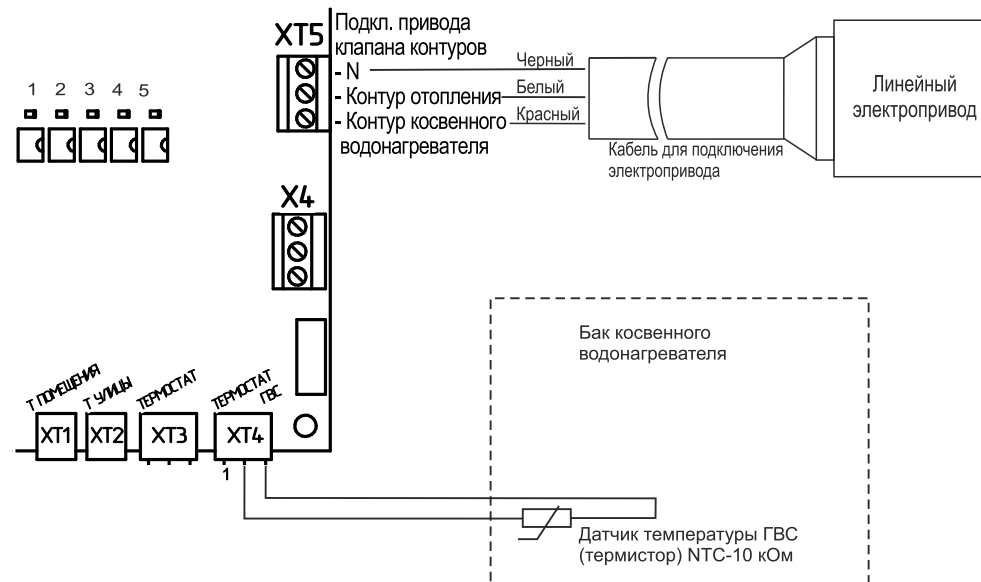 XT5
Подкл. привода
клапана контуров
- N
- Контур отопления
- Контур косвенного
водонагревателя
Черный
Белый
Красный
Кабель для подключения
электропривода
Линейный
электропривод
1 2 3 4 5
X4
Бак косвенного
водонагревателя
Т ПОМЕЩЕНИЯ
Т УЛИЦЫ
ТЕРМОСТАТ
ТЕРМОСТАТ
ГВС
XT1 XT2 XT3 XT4
1
Датчик температуры ГВС
(термистор) NTC-10 кОм